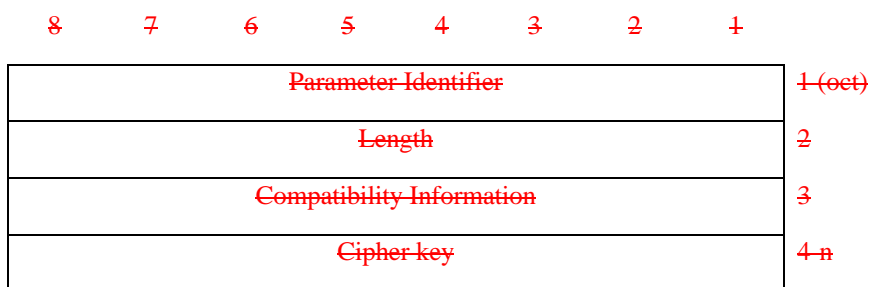 8 7 6 5 4 3 2 1
Parameter Identifier 1 (oct)
Length 2
Compatibility Information 3
Cipher key 4-n